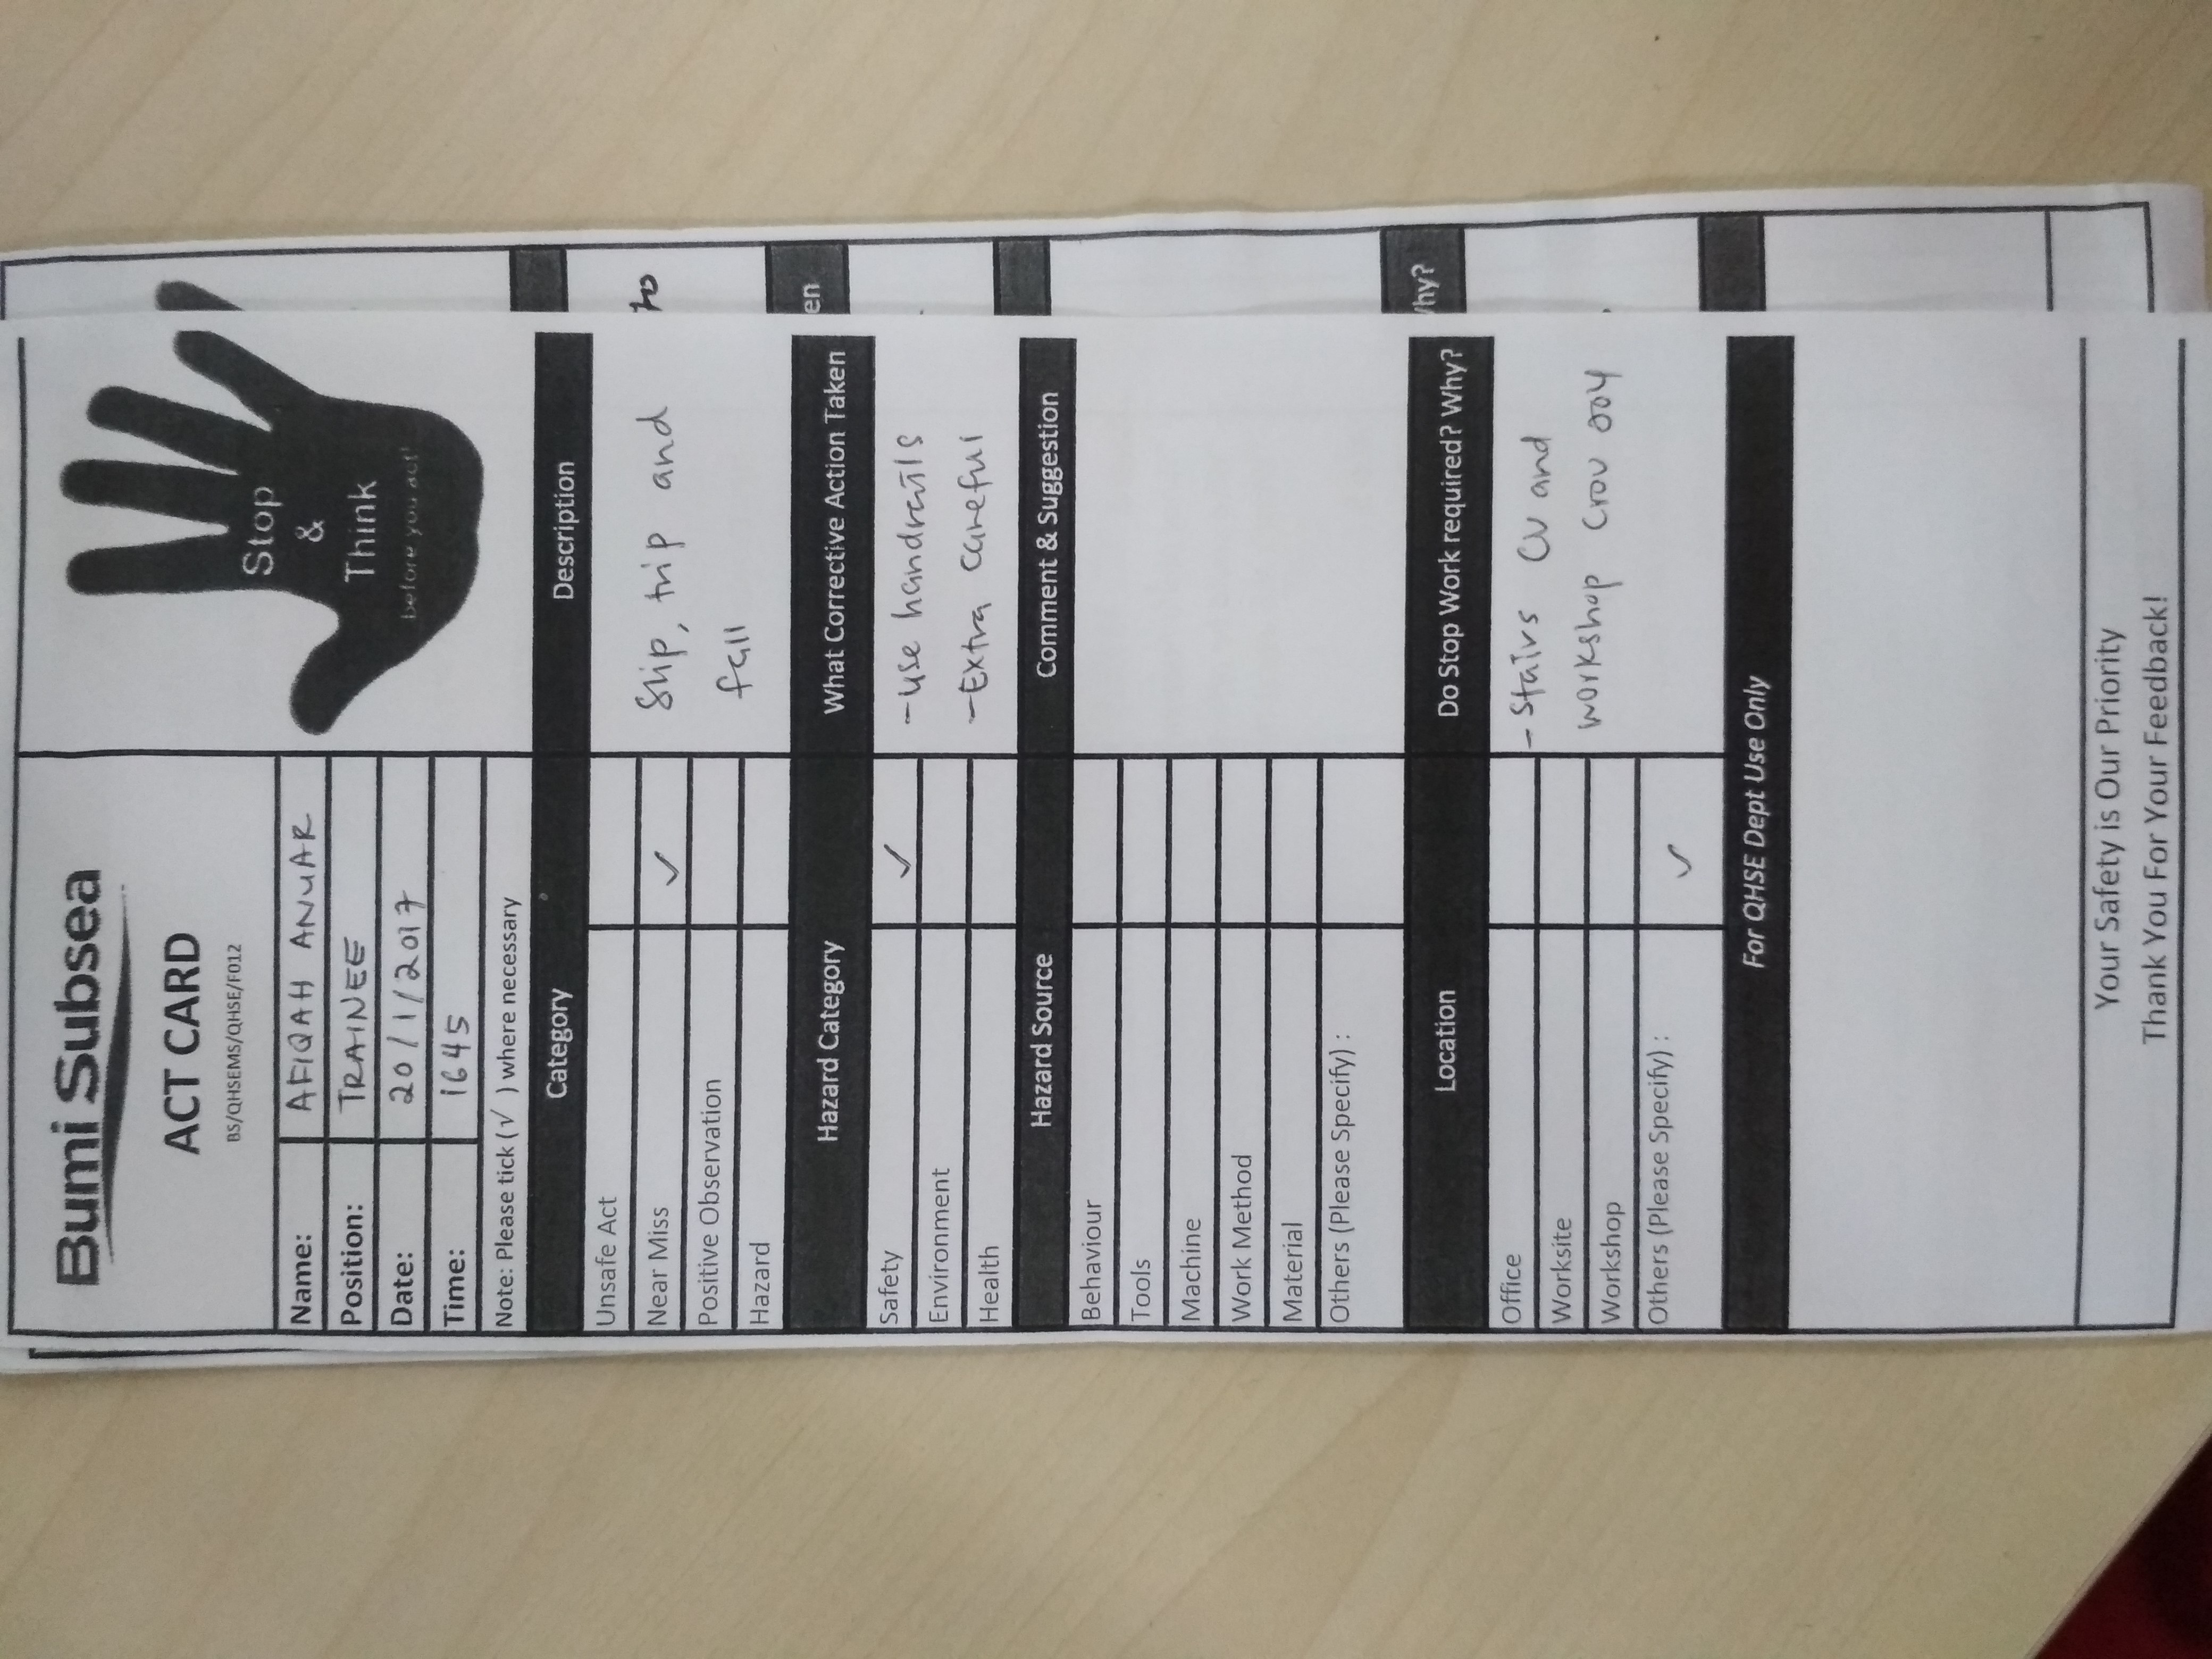 Bumi Subsea
ACT CARD
BS/QHSEMS/QHSE/F012
Stop
&
Think
before you act!
Name: AFIQAH ANUAR
Position: TRAINEE
Date: 20/1/2017
Time: 1645
Note: Please tick (√ ) where necessary
Category Description
Unsafe Act
Near Miss ✓
Positive Observation
Hazard
Slip, trip and
fall
Hazard Category What Corrective Action Taken
Safety ✓
Environment
Health
- Use handrails
- Extra careful
Hazard Source Comment & Suggestion
Behaviour
Tools
Machine
Work Method
Material
Others (Please Specify) :
Location Do Stop Work required? Why?
Office
Worksite
Workshop
Others (Please Specify) : ✓
- Stairs and
workshop
For QHSE Dept Use Only
Your Safety is Our Priority
Thank You For Your Feedback!
to
en
hy?